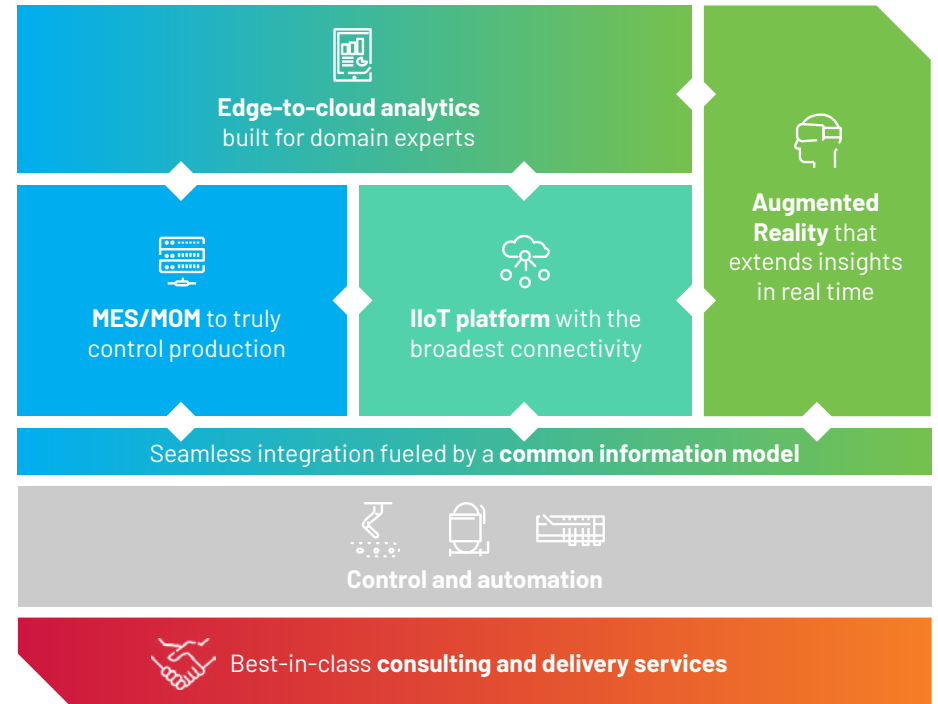 Edge-to-cloud analytics
built for domain experts
Augmented
Reality that
extends insights
in real time
MES/MOM to truly
control production
IIoT platform with the
broadest connectivity
Seamless integration fueled by a common information model
Control and automation
Best-in-class consulting and delivery services